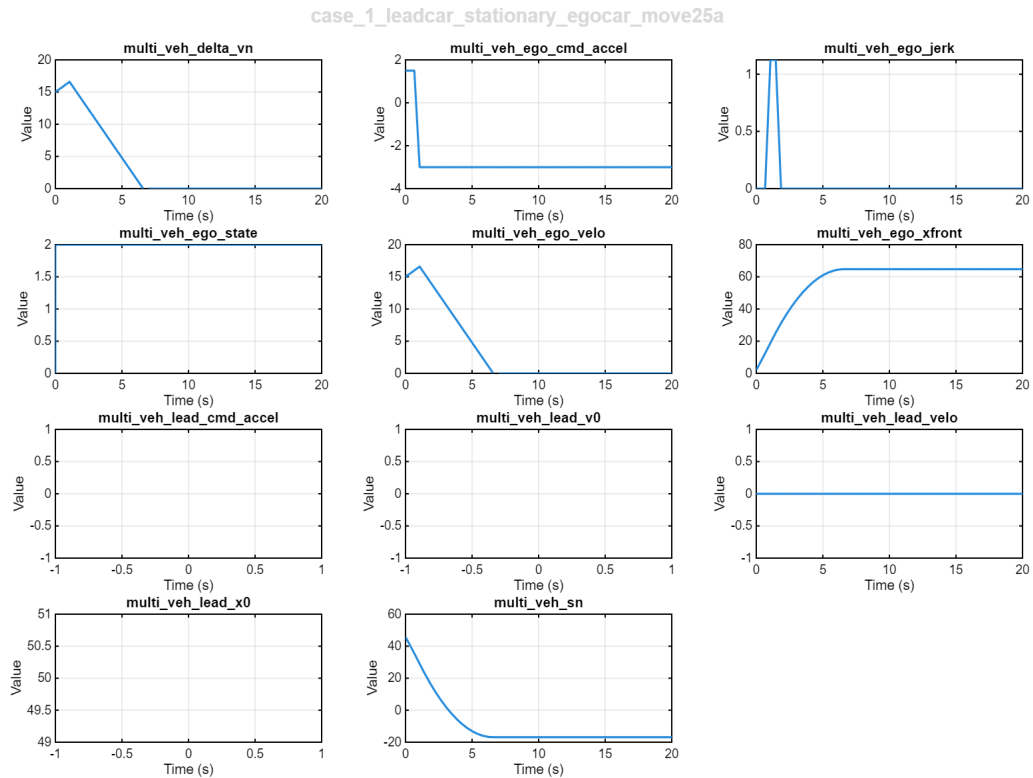 case_1_leadcar_stationary_egocar_move25a
multi_veh_delta_vn
20
15
10
5
0
Value
0 5 10 15 20
Time (s)
multi_veh_ego_cmd_accel
2
0
-2
-4
Value
0 5 10 15 20
Time (s)
multi_veh_ego_jerk
1
0.5
0
Value
0 5 10 15 20
Time (s)
multi_veh_ego_state
2
1.5
1
0.5
0
Value
0 5 10 15 20
Time (s)
multi_veh_ego_velo
20
15
10
5
0
Value
0 5 10 15 20
Time (s)
multi_veh_ego_xfront
80
60
40
20
0
Value
0 5 10 15 20
Time (s)
multi_veh_lead_cmd_accel
1
0.5
0
-0.5
-1
Value
-1 -0.5 0 0.5 1
Time (s)
multi_veh_lead_v0
1
0.5
0
-0.5
-1
Value
-1 -0.5 0 0.5 1
Time (s)
multi_veh_lead_velo
1
0.5
0
-0.5
-1
Value
0 5 10 15 20
Time (s)
multi_veh_lead_x0
51
50.5
50
49.5
49
Value
-1 -0.5 0 0.5 1
Time (s)
multi_veh_sn
60
40
20
0
-20
Value
0 5 10 15 20
Time (s)